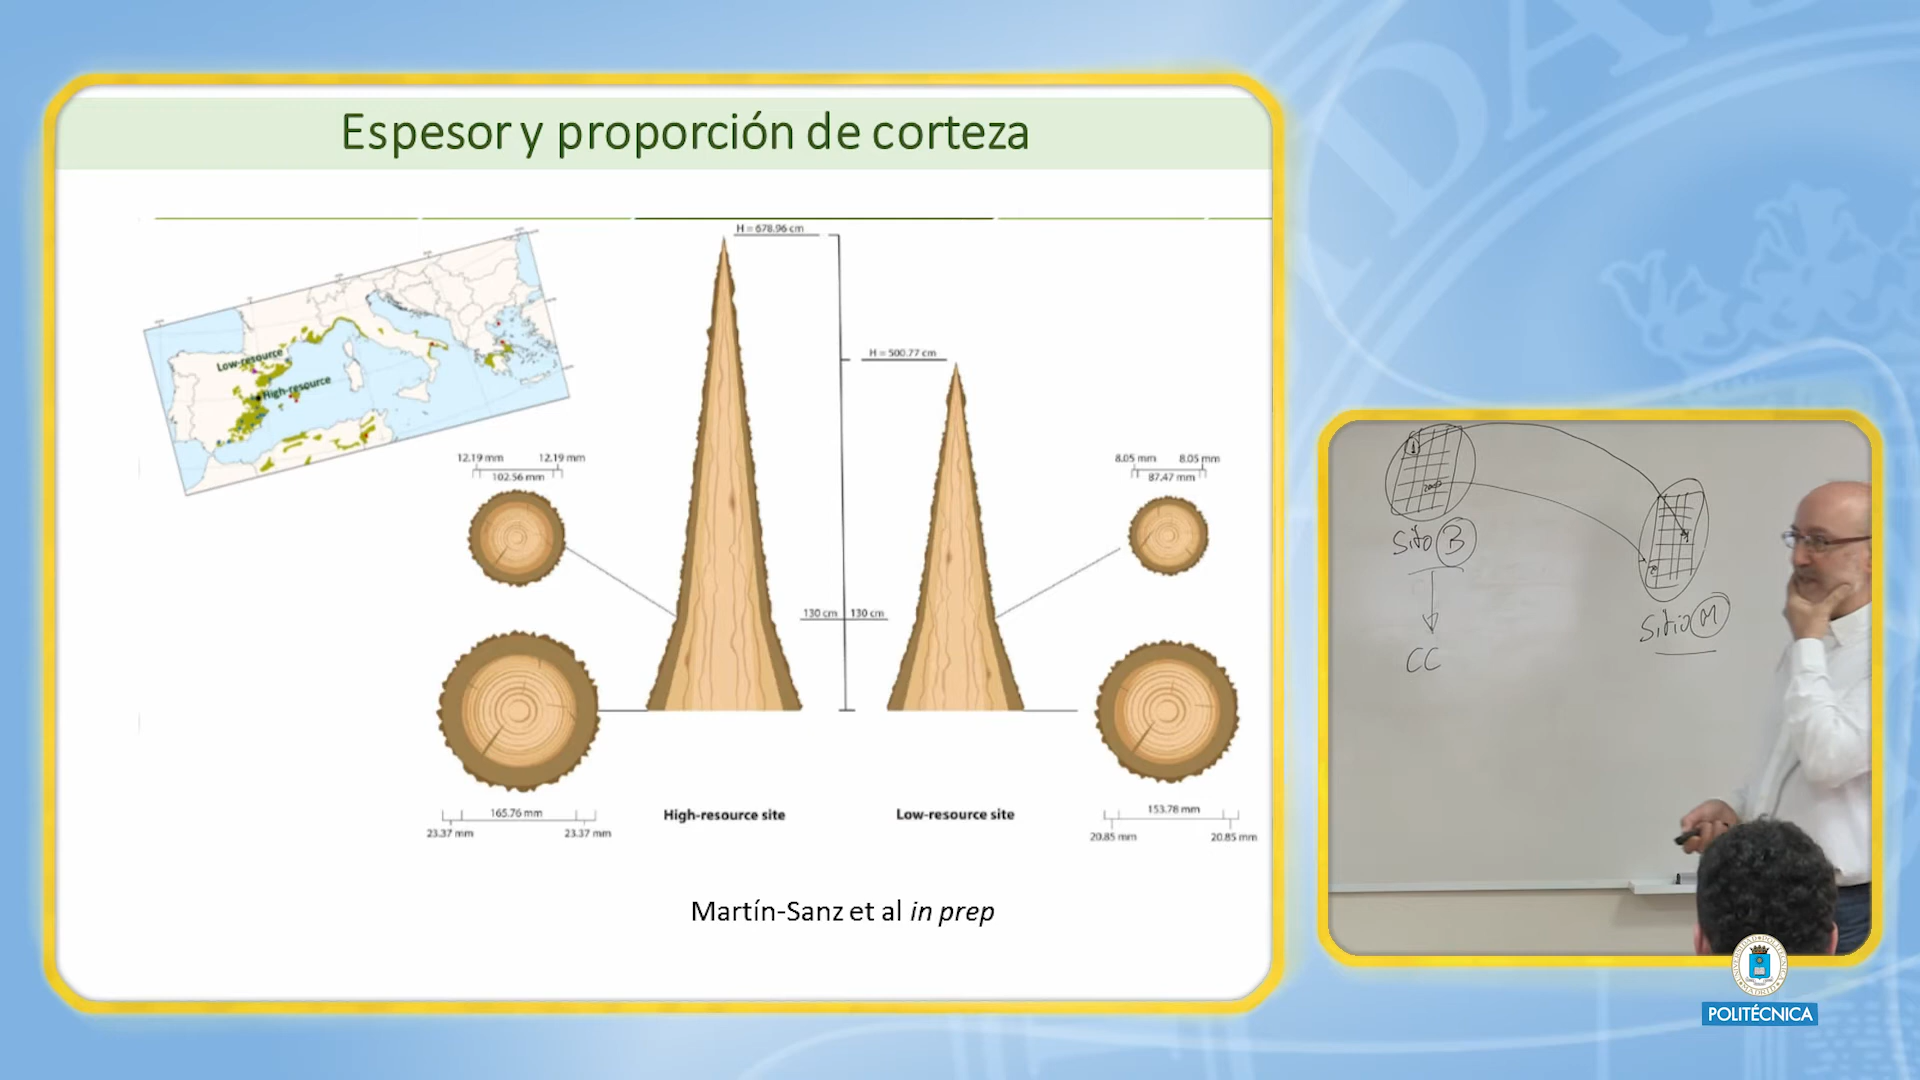 Espesor y proporción de corteza
H = 678.96 cm
Low-resource
High-resource
H = 500.77 cm
12.19 mm 12.19 mm
102.56 mm
8.05 mm 8.05 mm
87.47 mm
130 cm 130 cm
165.76 mm
23.37 mm 23.37 mm
High-resource site
Low-resource site
153.78 mm
20.85 mm 20.85 mm
Martín-Sanz et al in prep
Sitio B
CC
Sitio M
POLITÉCNICA